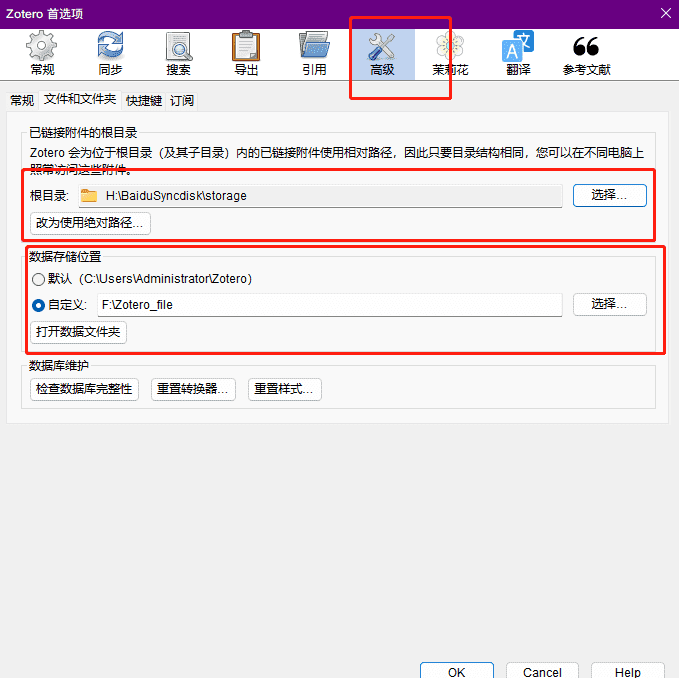 Zotero 首选项
常规 同步 搜索 导出 引用 高级 茉莉花 翻译 参考文献
常规 文件和文件夹 快捷键 订阅
已链接附件的根目录
Zotero 会为位于根目录（及其子目录）内的已链接附件使用相对路径，因此只要目录结构相同，您可以在不同电脑上
照常访问这些附件。
根目录: H:\BaiduSyncdisk\storage 选择...
改为使用绝对路径...
数据存储位置
默认（C:\Users\Administrator\Zotero）
自定义: F:\Zotero_file 选择...
打开数据文件夹
数据库维护
检查数据库完整性 重置转换器... 重置样式...
OK Cancel Help